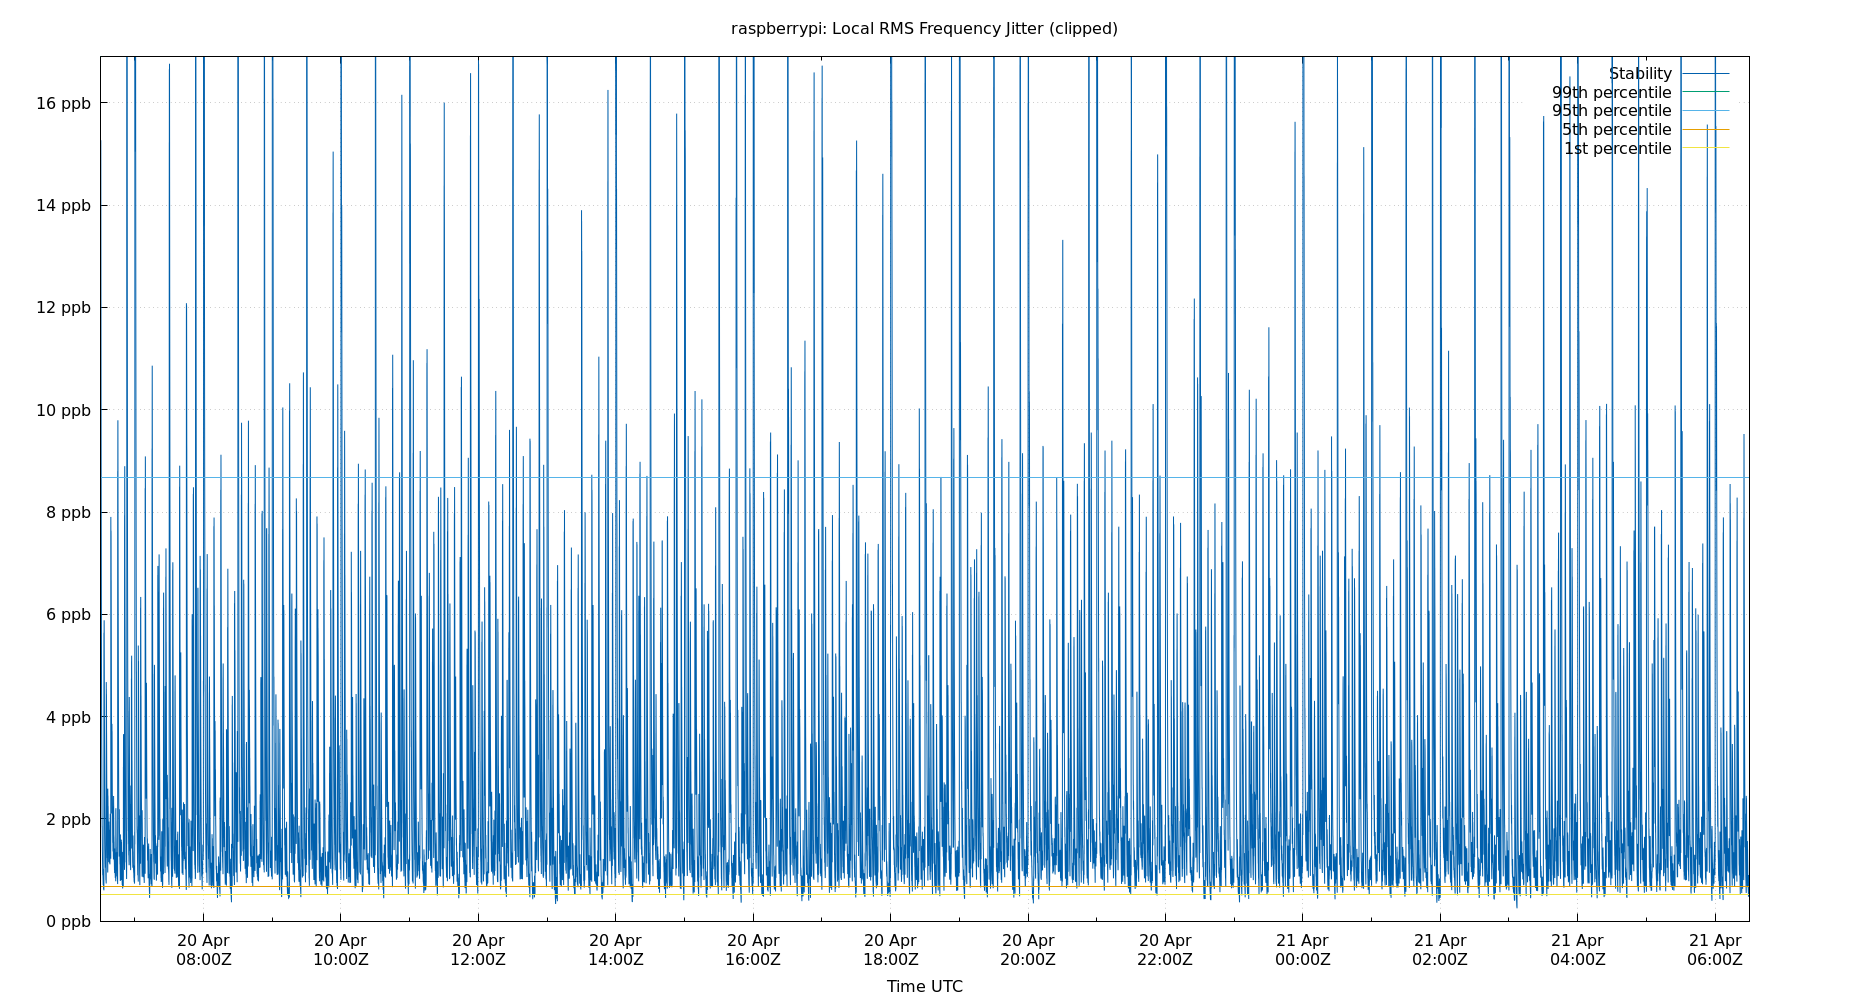 raspberrypi: Local RMS Frequency Jitter (clipped)
Stability
99th percentile
95th percentile
5th percentile
1st percentile
16 ppb
14 ppb
12 ppb
10 ppb
8 ppb
6 ppb
4 ppb
2 ppb
0 ppb
20 Apr 20 Apr 20 Apr 20 Apr 20 Apr 20 Apr 20 Apr 20 Apr 21 Apr 21 Apr 21 Apr 21 Apr
08:00Z 10:00Z 12:00Z 14:00Z 16:00Z 18:00Z 20:00Z 22:00Z 00:00Z 02:00Z 04:00Z 06:00Z
Time UTC